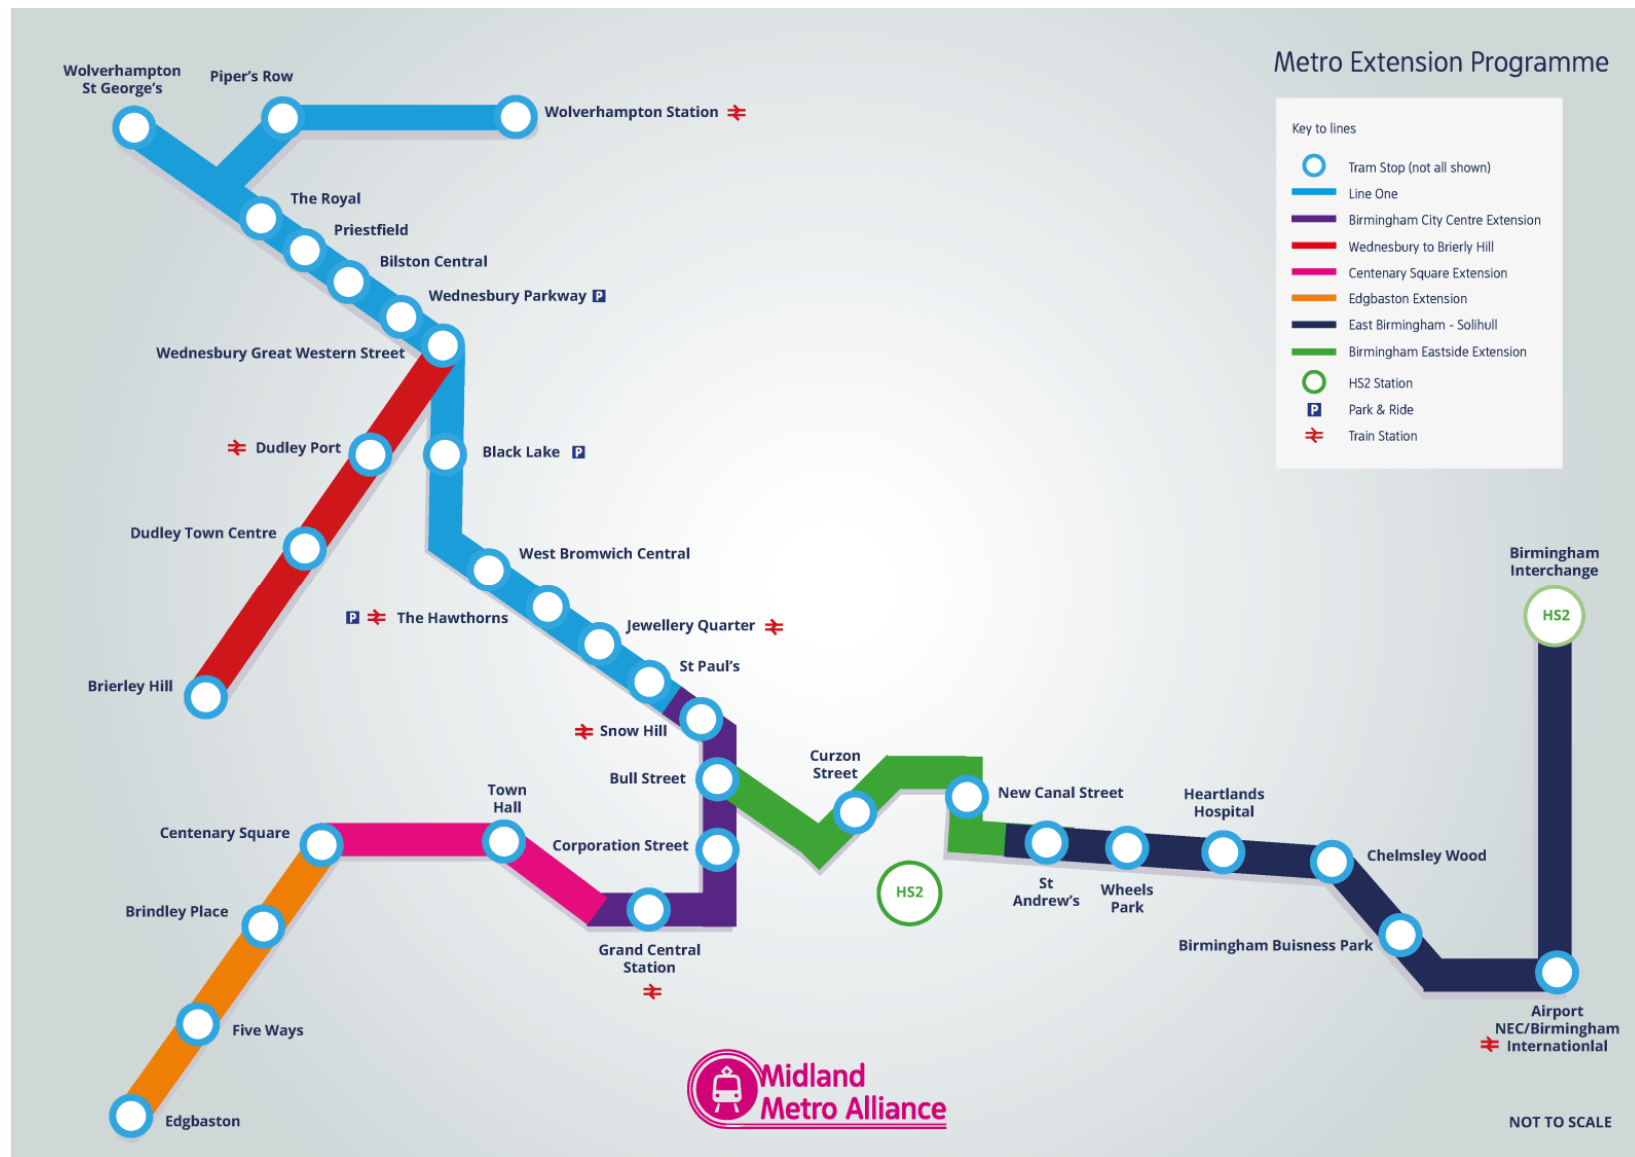 Metro Extension Programme
Key to lines
Tram Stop (not all shown)
Line One
Birmingham City Centre Extension
Wednesbury to Brierly Hill
Centenary Square Extension
Edgbaston Extension
East Birmingham - Solihull
Birmingham Eastside Extension
HS2 Station
P Park & Ride
Train Station
Wolverhampton
St George's
Piper's Row
Wolverhampton Station
The Royal
Priestfield
Bilston Central
Wednesbury Parkway P
Wednesbury Great Western Street
Dudley Port
Black Lake P
Dudley Town Centre
West Bromwich Central
P The Hawthorns
Jewellery Quarter
St Paul's
Brierley Hill
Snow Hill
Bull Street
Corporation Street
Town
Hall
Centenary Square
Grand Central
Station
Brindley Place
Five Ways
Edgbaston
Curzon
Street
HS2
New Canal Street
St
Andrew's
Wheels
Park
Heartlands
Hospital
Chelmsley Wood
Birmingham Buisness Park
Birmingham
Interchange
HS2
Airport
NEC/Birmingham
Internationlal
Midland
Metro Alliance
NOT TO SCALE